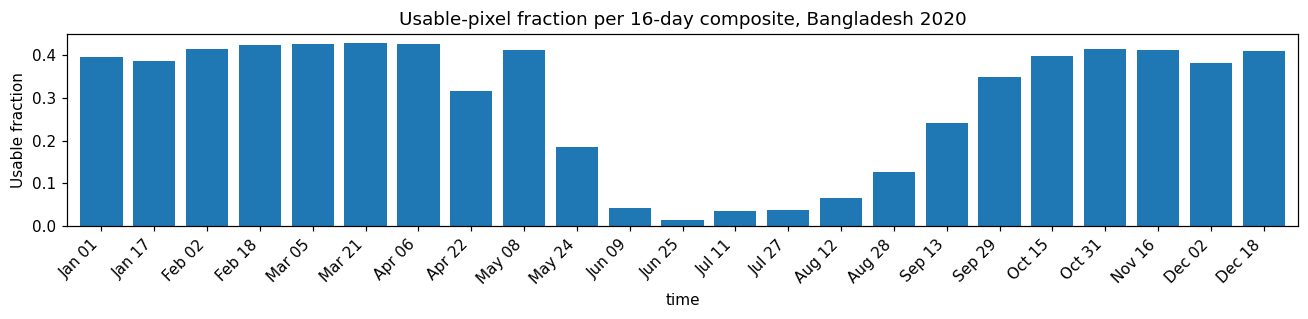 Usable-pixel fraction per 16-day composite, Bangladesh 2020
Usable fraction
0.4
0.3
0.2
0.1
0.0
Jan 01
Jan 17
Feb 02
Feb 18
Mar 05
Mar 21
Apr 06
Apr 22
May 08
May 24
Jun 09
Jun 25
Jul 11
Jul 27
Aug 12
Aug 28
Sep 13
Sep 29
Oct 15
Oct 31
Nov 16
Dec 02
Dec 18
time